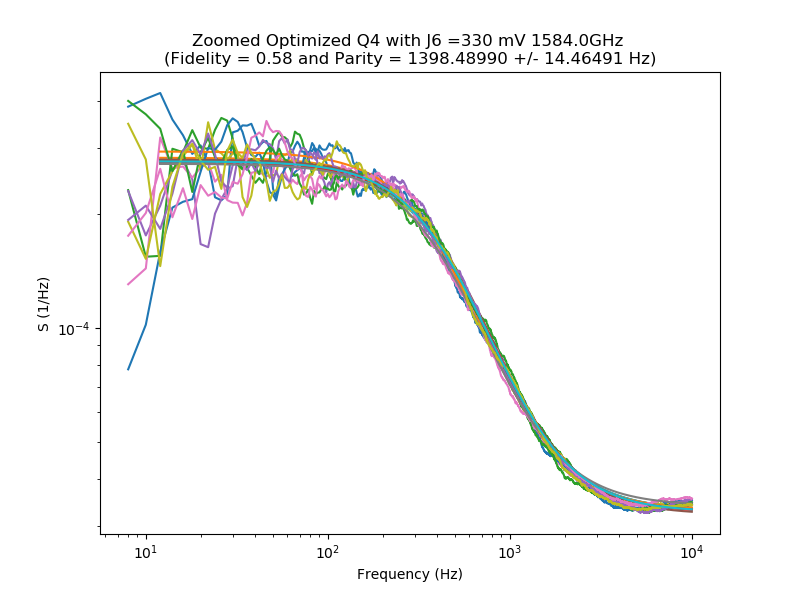 Zoomed Optimized Q4 with J6 =330 mV 1584.0GHz
(Fidelity = 0.58 and Parity = 1398.48990 +/- 14.46491 Hz)
S (1/Hz)
10⁻⁴
10¹ 10² 10³ 10⁴
Frequency (Hz)